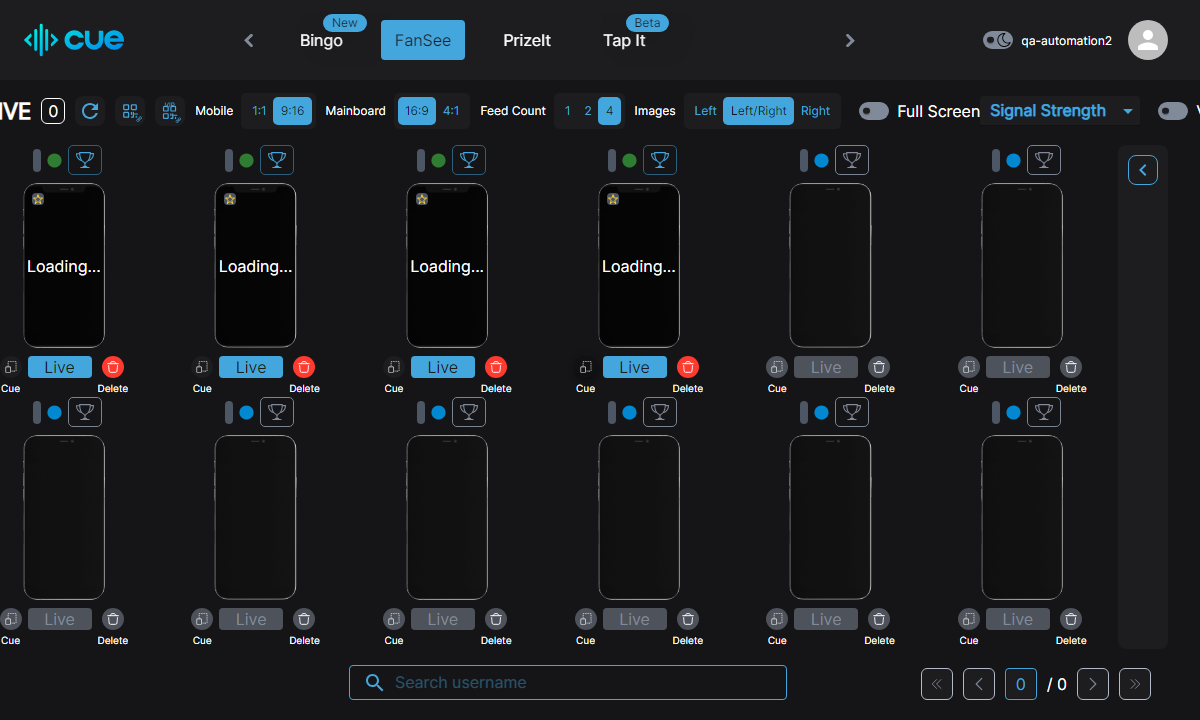 cue
New
Bingo
FanSee
PrizeIt
Beta
Tap It
qa-automation2
IVE 0
Mobile 1:1 9:16
Mainboard 16:9 4:1
Feed Count 1 2 4
Images Left Left/Right Right
Full Screen
Signal Strength
Loading... Loading... Loading... Loading...
Live Live Live Live Live Live
Cue Delete Cue Delete Cue Delete Cue Delete Cue Delete Cue Delete
Live Live Live Live Live Live
Cue Delete Cue Delete Cue Delete Cue Delete Cue Delete Cue Delete
Search username
0 / 0